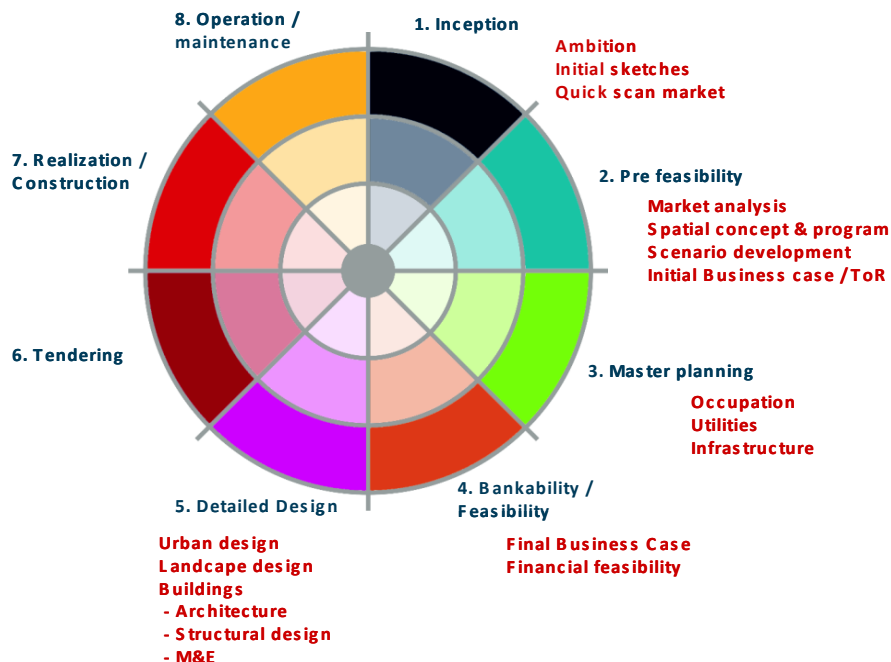 1. Inception
Ambition
Initial sketches
Quick scan market
2. Pre feasibility
Market analysis
Spatial concept & program
Scenario development
Initial Business case /ToR
3. Master planning
Occupation
Utilities
Infrastructure
4. Bankability /
Feasibility
Final Business Case
Financial feasibility
5. Detailed Design
Urban design
Landcape design
Buildings
- Architecture
- Structural design
- M&E
6. Tendering
7. Realization /
Construction
8. Operation /
maintenance